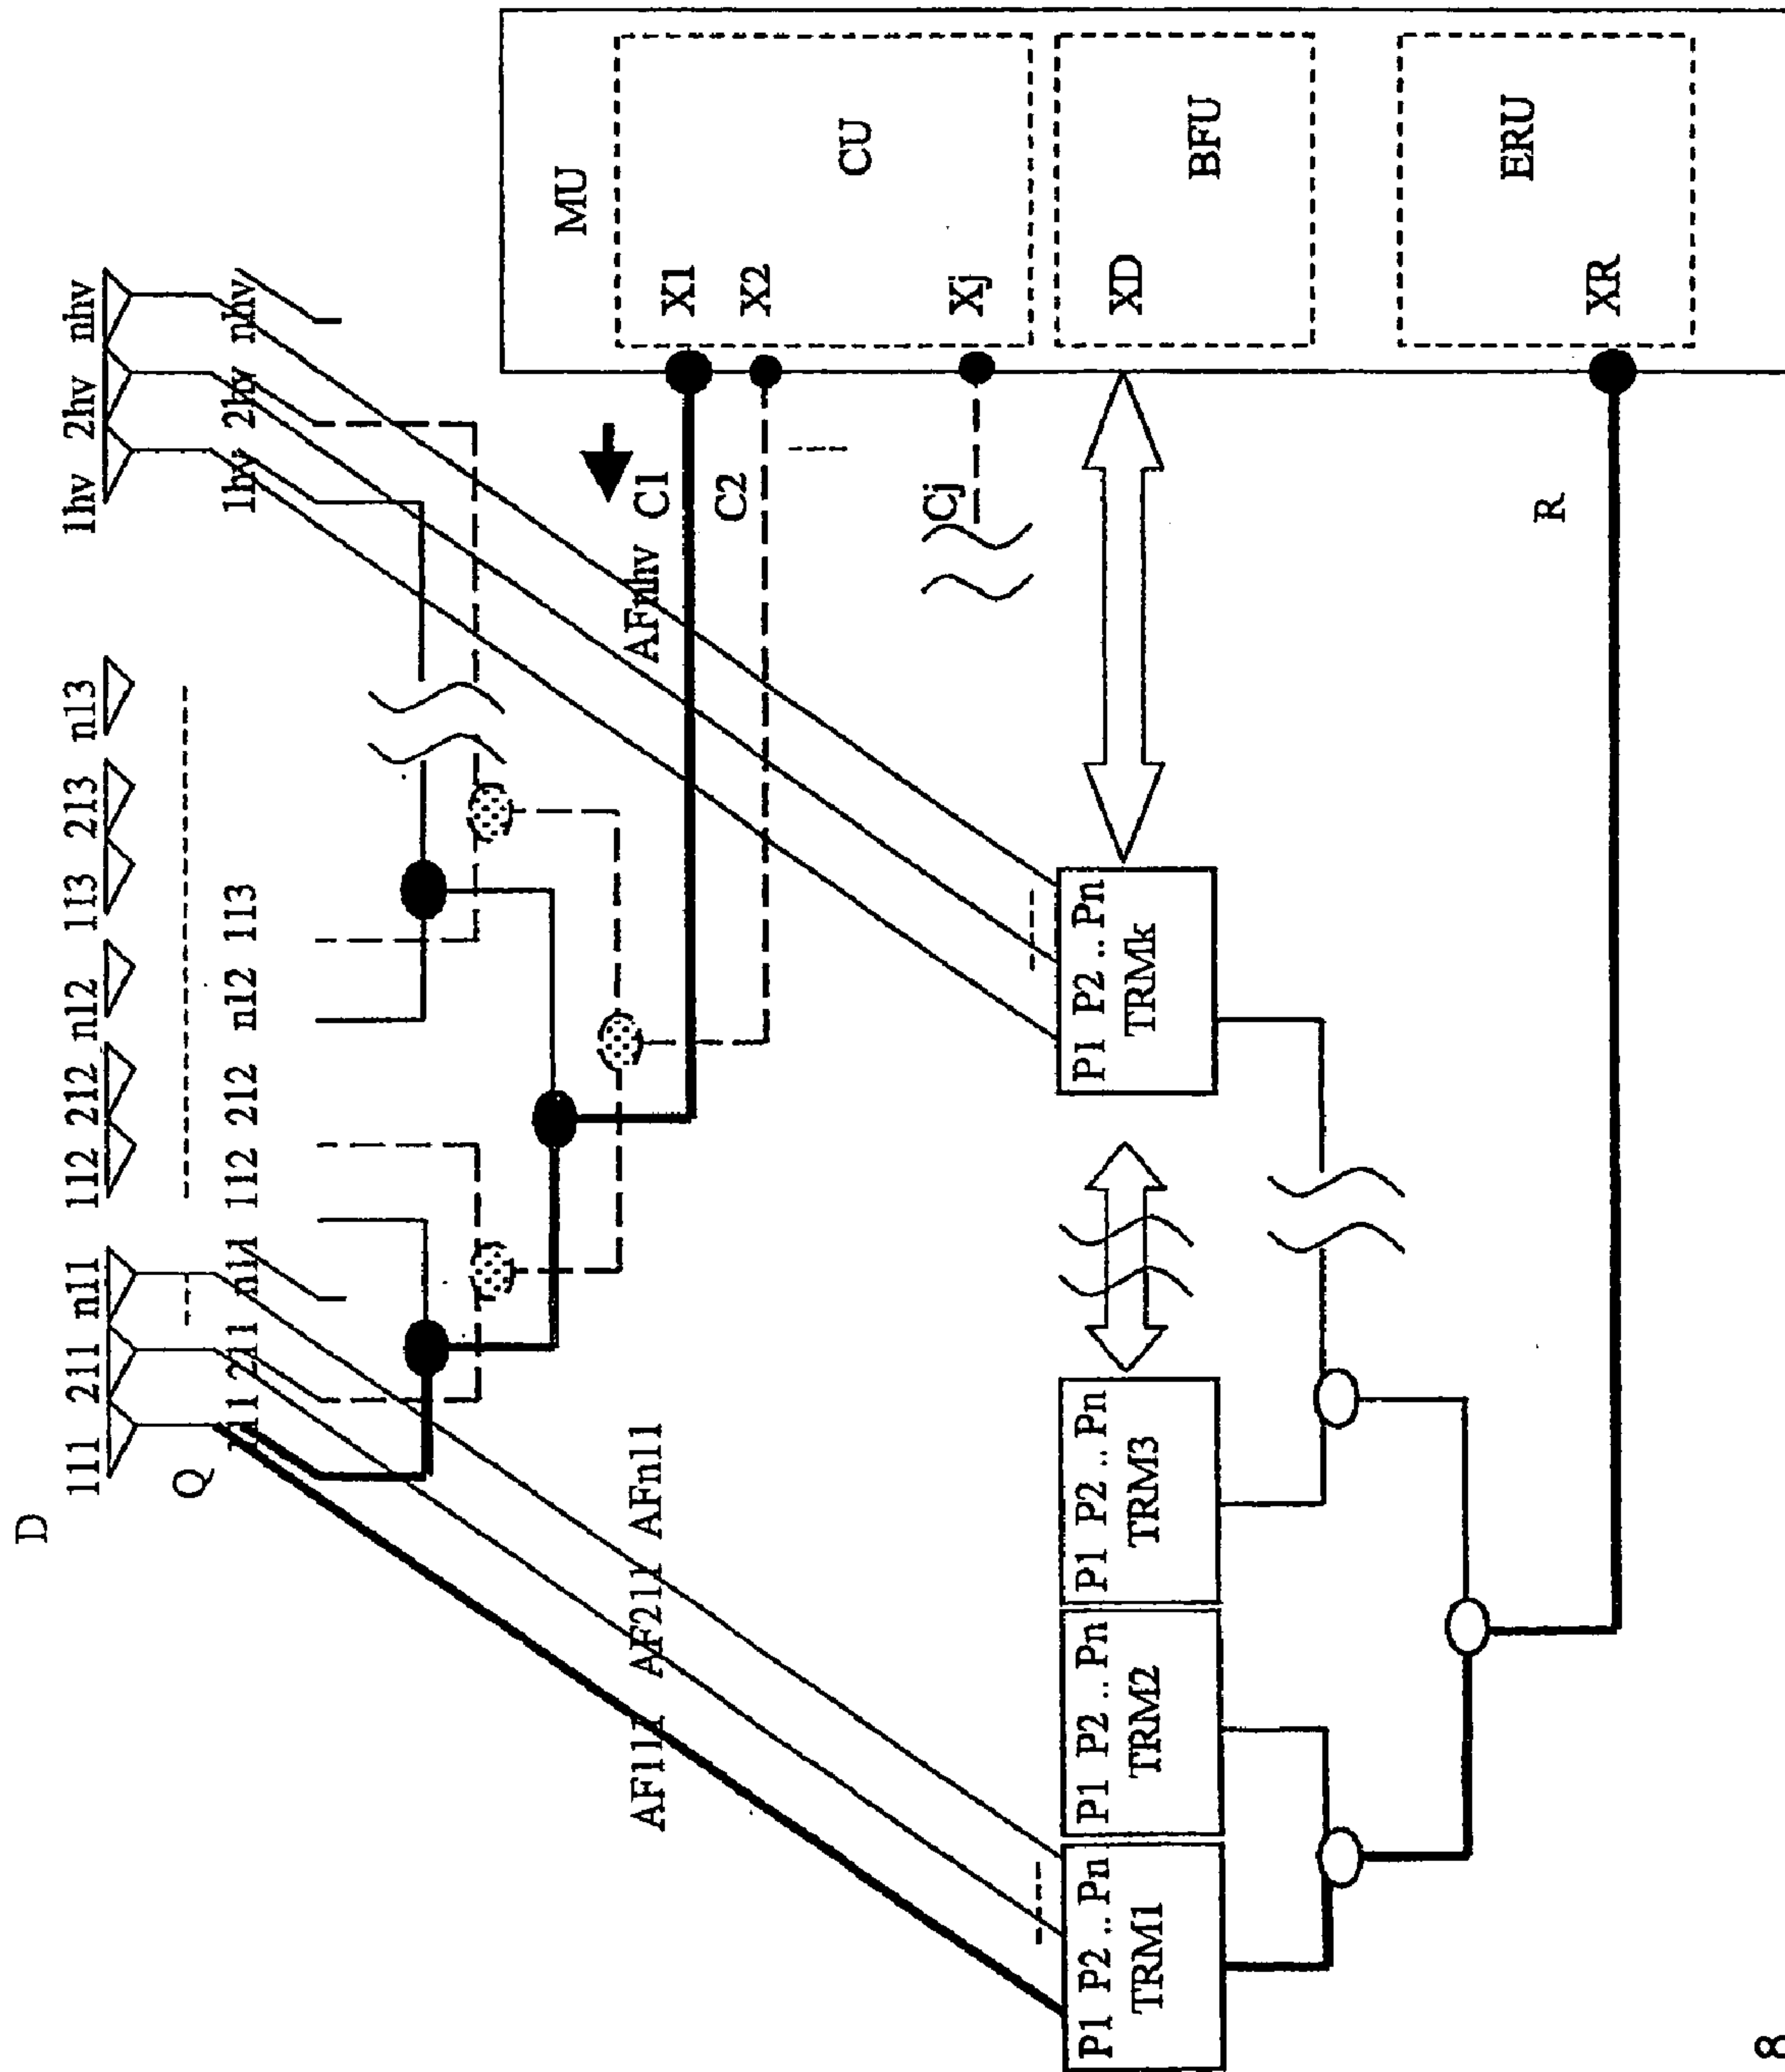 D
111 211 n11 112 212 n12 113 213 n13 1hv 2hv nhv
Q
111 211 n11 112 212 n12 113 1hv 2hv nhv
MU
AF111 AF211 AFn11 AFnhv C1
X1
CU
C2
X2
Cj
Xj
P1 P2 .. Pn
TRM1
P1 P2 .. Pn
TRM2
P1 P2 .. Pn
TRM3
P1 P2 .. Pn
TRMk
XD
BFU
ERU
R
XR
8